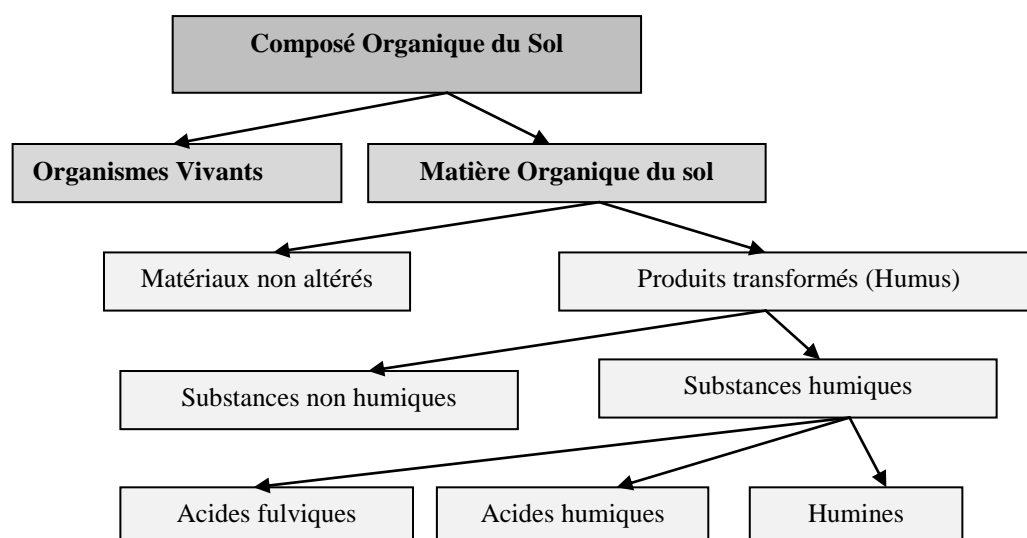 Composé Organique du Sol
Organismes Vivants
Matière Organique du sol
Matériaux non altérés
Produits transformés (Humus)
Substances non humiques
Substances humiques
Acides fulviques
Acides humiques
Humines